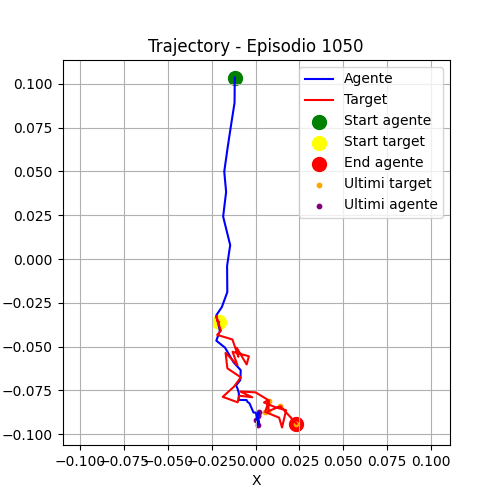 Trajectory - Episodio 1050
Agente
Target
Start agente
Start target
End agente
Ultimi target
Ultimi agente
0.100
0.075
0.050
0.025
0.000
−0.025
−0.050
−0.075
−0.100
−0.100 −0.075 −0.050 −0.025 0.000 0.025 0.050 0.075 0.100
X